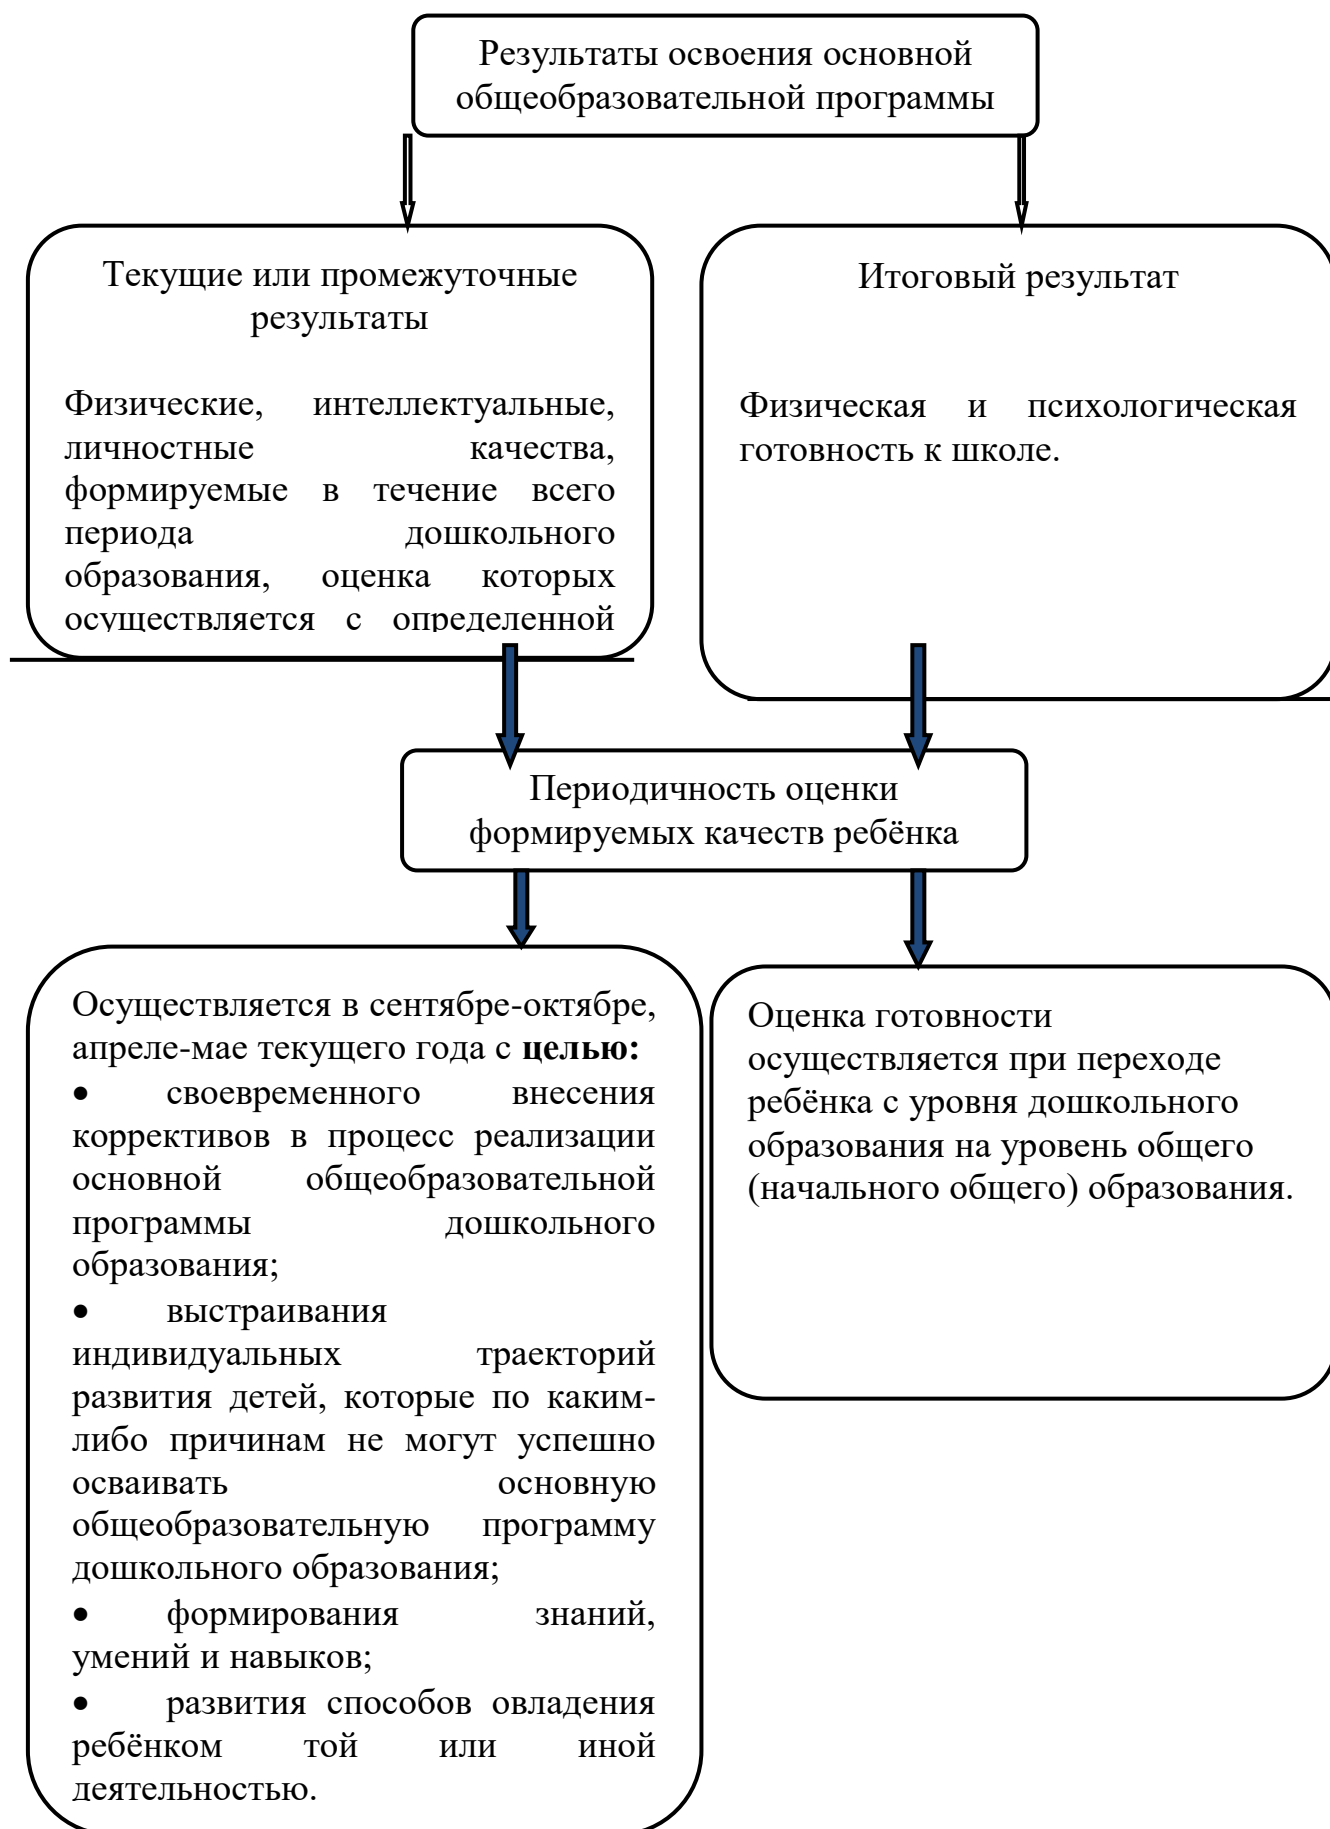 Результаты освоения основной
общеобразовательной программы
Текущие или промежуточные
результаты
Физические, интеллектуальные,
личностные качества,
формируемые в течение всего
периода дошкольного
образования, оценка которых
осуществляется с определенной
Итоговый результат
Физическая и психологическая
готовность к школе.
Периодичность оценки
формируемых качеств ребёнка
Осуществляется в сентябре-октябре,
апреле-мае текущего года с целью:
• своевременного внесения
коррективов в процесс реализации
основной общеобразовательной
программы дошкольного
образования;
• выстраивания
индивидуальных траекторий
развития детей, которые по каким-
либо причинам не могут успешно
осваивать основную
общеобразовательную программу
дошкольного образования;
• формирования знаний,
умений и навыков;
• развития способов овладения
ребёнком той или иной
деятельностью.
Оценка готовности
осуществляется при переходе
ребёнка с уровня дошкольного
образования на уровень общего
(начального общего) образования.